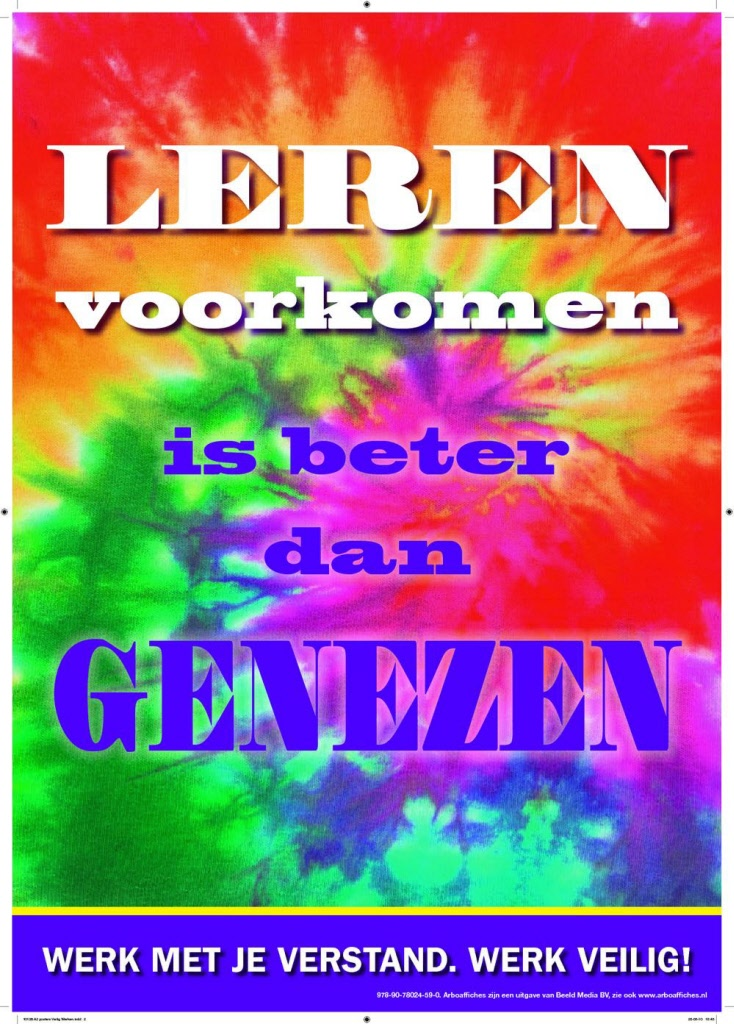 LEREN
voorkomen
is beter
dan
GENEZEN
WERK MET JE VERSTAND. WERK VEILIG!
978-90-78024-59-0. Arboaffiches zijn een uitgave van Beeld Media BV, zie ook www.arboaffiches.nl